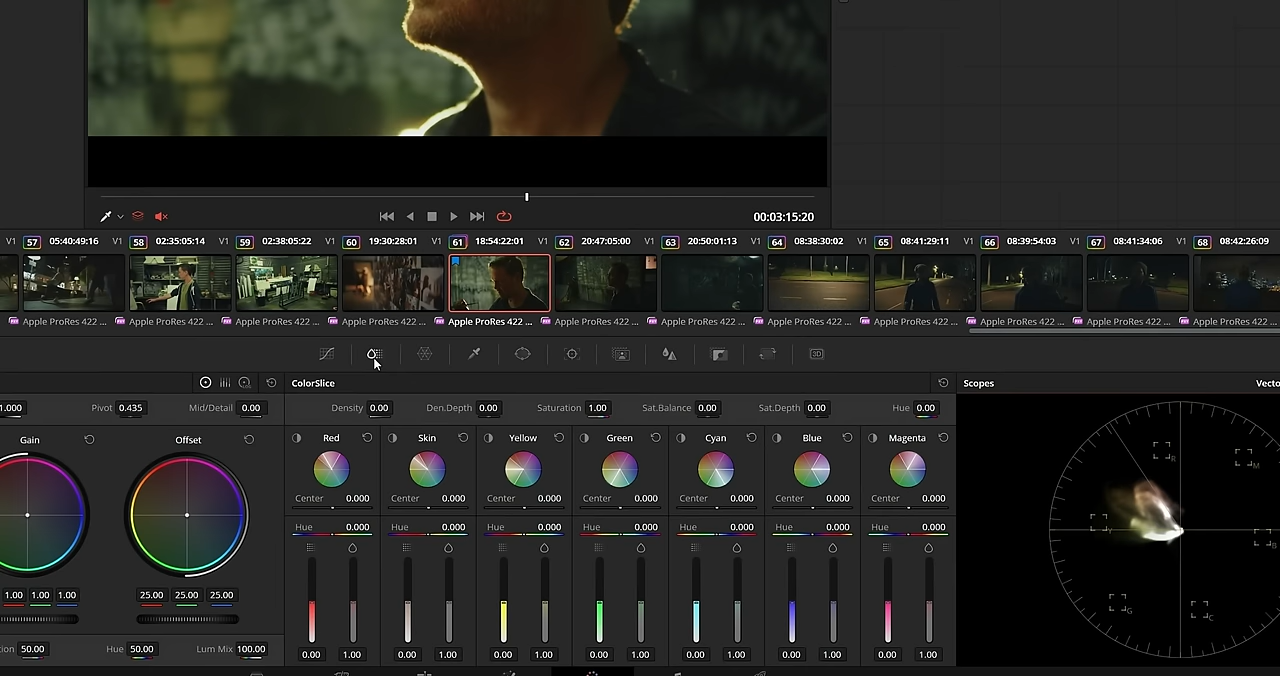 00:03:15:20
V1 57 05:40:49:16 V1 58 02:35:05:14 V1 59 02:38:05:22 V1 60 19:30:28:01 V1 61 18:54:22:01 V1 62 20:47:05:00 V1 63 20:50:01:13 V1 64 08:38:30:02 V1 65 08:41:29:11 V1 66 08:39:54:03 V1 67 08:41:34:06 V1 68 08:42:26:09
Apple ProRes 422 ... Apple ProRes 422 ... Apple ProRes 422 ... Apple ProRes 422 ... Apple ProRes 422 ... Apple ProRes 422 ... Apple ProRes 422 ... Apple ProRes 422 ... Apple ProRes 422 ... Apple ProRes 422 ... Apple ProRes 422 ... Apple ProRes 422 ...
3D
ColorSlice Scopes
1.000 Pivot 0.435 Mid/Detail 0.00 Density 0.00 Den.Depth 0.00 Saturation 1.00 Sat.Balance 0.00 Sat.Depth 0.00 Hue 0.00
Gain Offset Red Skin Yellow Green Cyan Blue Magenta
R M Y B G C
Center 0.000 Center 0.000 Center 0.000 Center 0.000 Center 0.000 Center 0.000 Center 0.000
Hue 0.000 Hue 0.000 Hue 0.000 Hue 0.000 Hue 0.000 Hue 0.000 Hue 0.000
1.00 1.00 1.00 25.00 25.00 25.00
50.00 Hue 50.00 Lum Mix 100.00 0.00 1.00 0.00 1.00 0.00 1.00 0.00 1.00 0.00 1.00 0.00 1.00 0.00 1.00